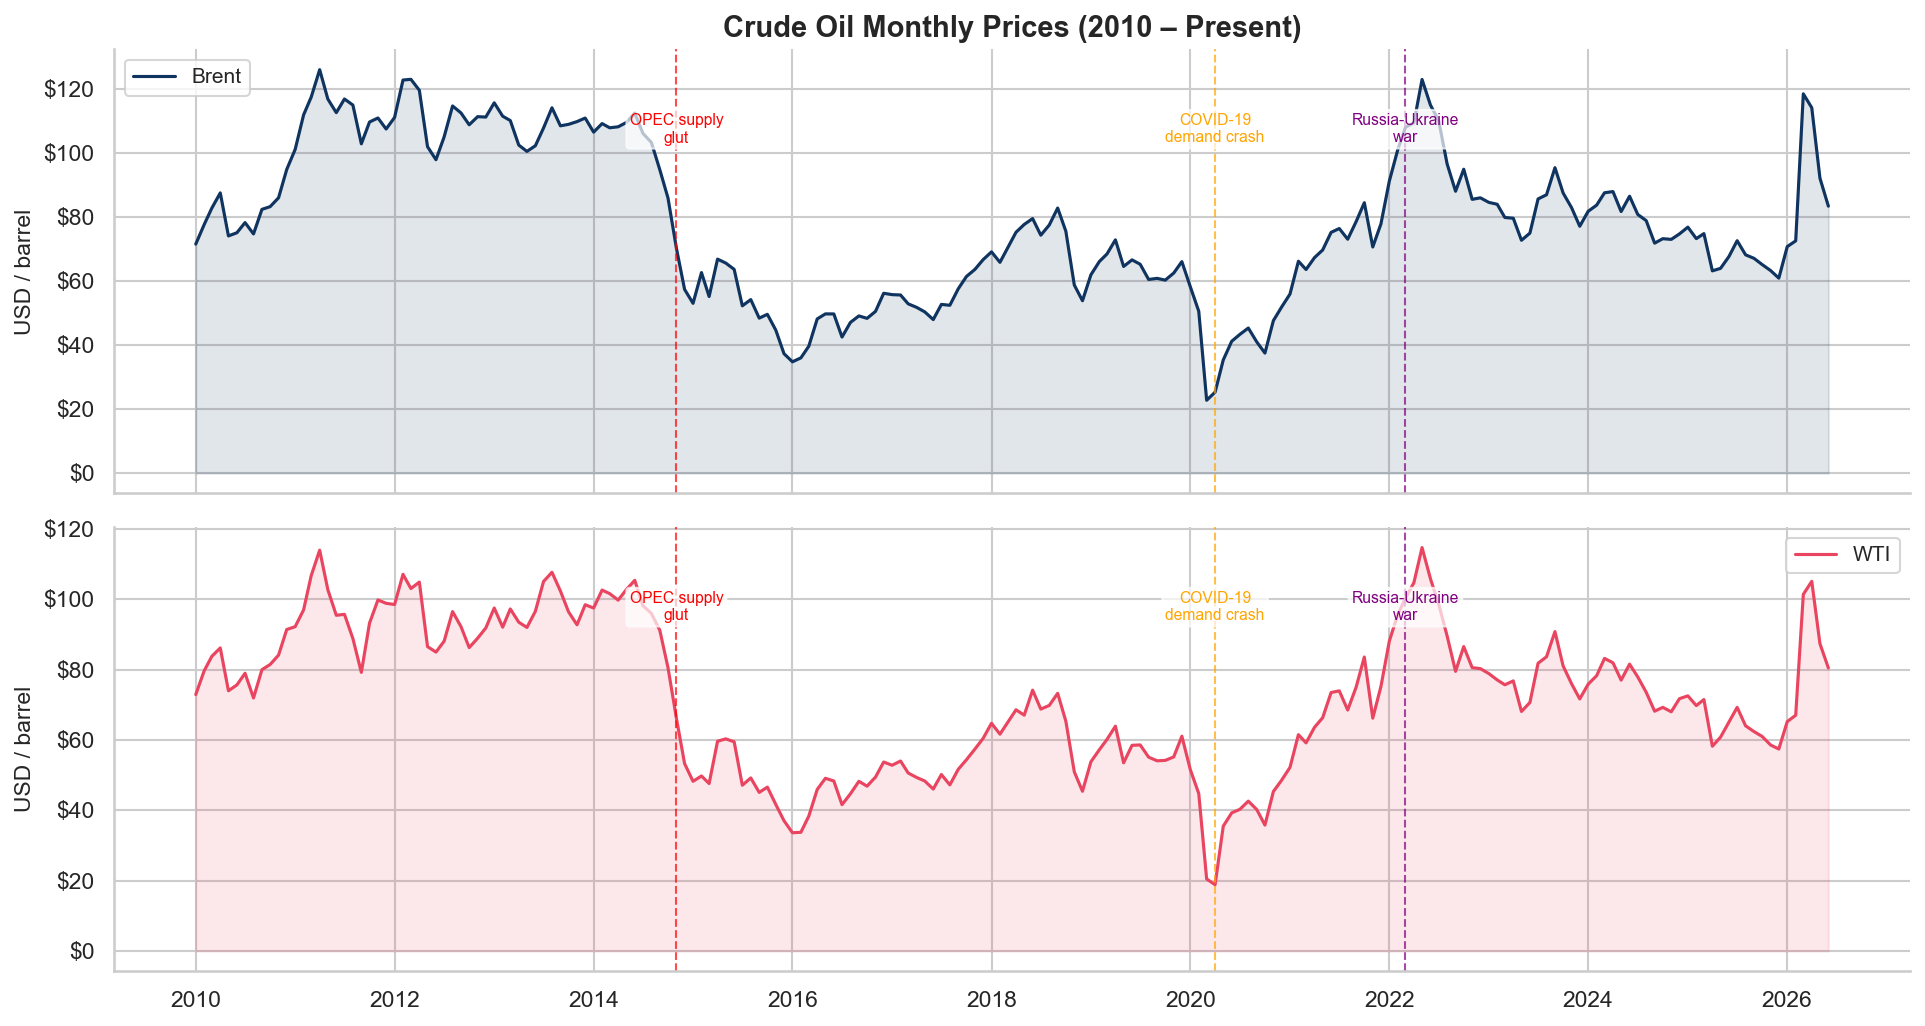 Crude Oil Monthly Prices (2010 – Present)
Brent
$120
$100
$80
$60
$40
$20
$0
USD / barrel
OPEC supply
glut
COVID-19
demand crash
Russia-Ukraine
war
WTI
$120
$100
$80
$60
$40
$20
$0
USD / barrel
OPEC supply
glut
COVID-19
demand crash
Russia-Ukraine
war
2010
2012
2014
2016
2018
2020
2022
2024
2026